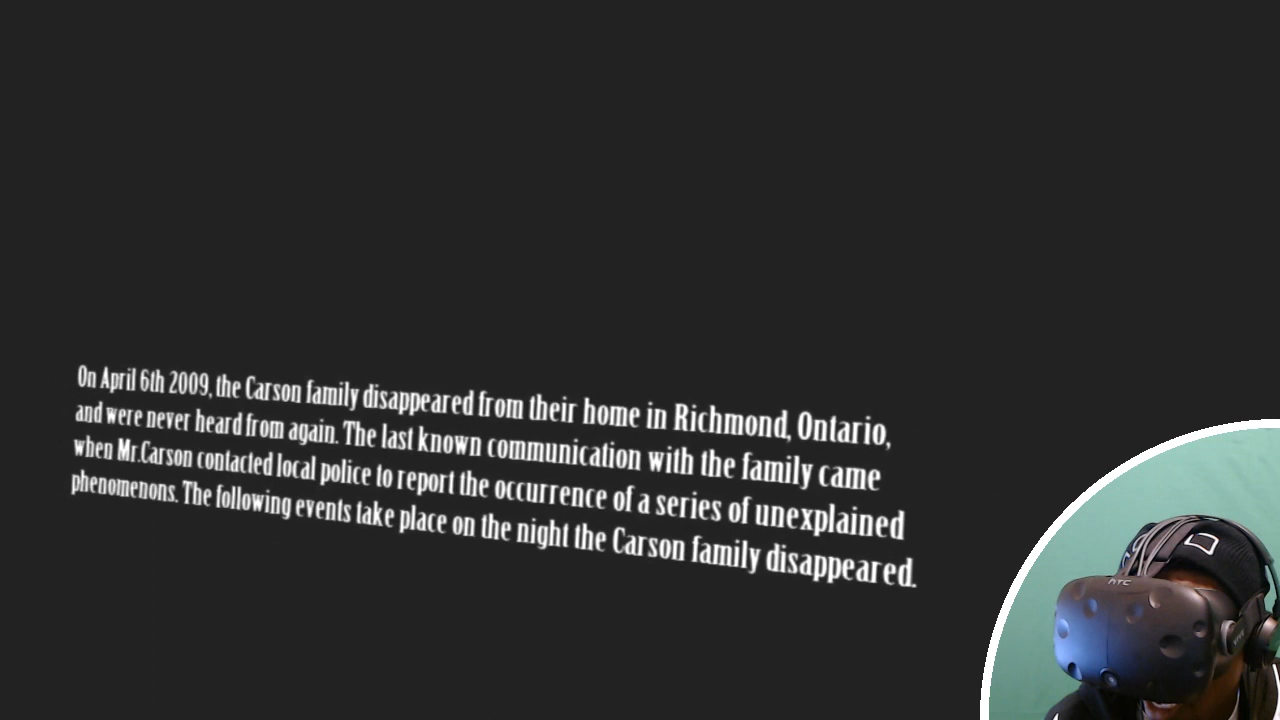 On April 6th 2009, the Carson family disappeared from their home in Richmond, Ontario,
and were never heard from again. The last known communication with the family came
when Mr.Carson contacted local police to report the occurrence of a series of unexplained
phenomenons. The following events take place on the night the Carson family disappeared.
HTC
VIVE